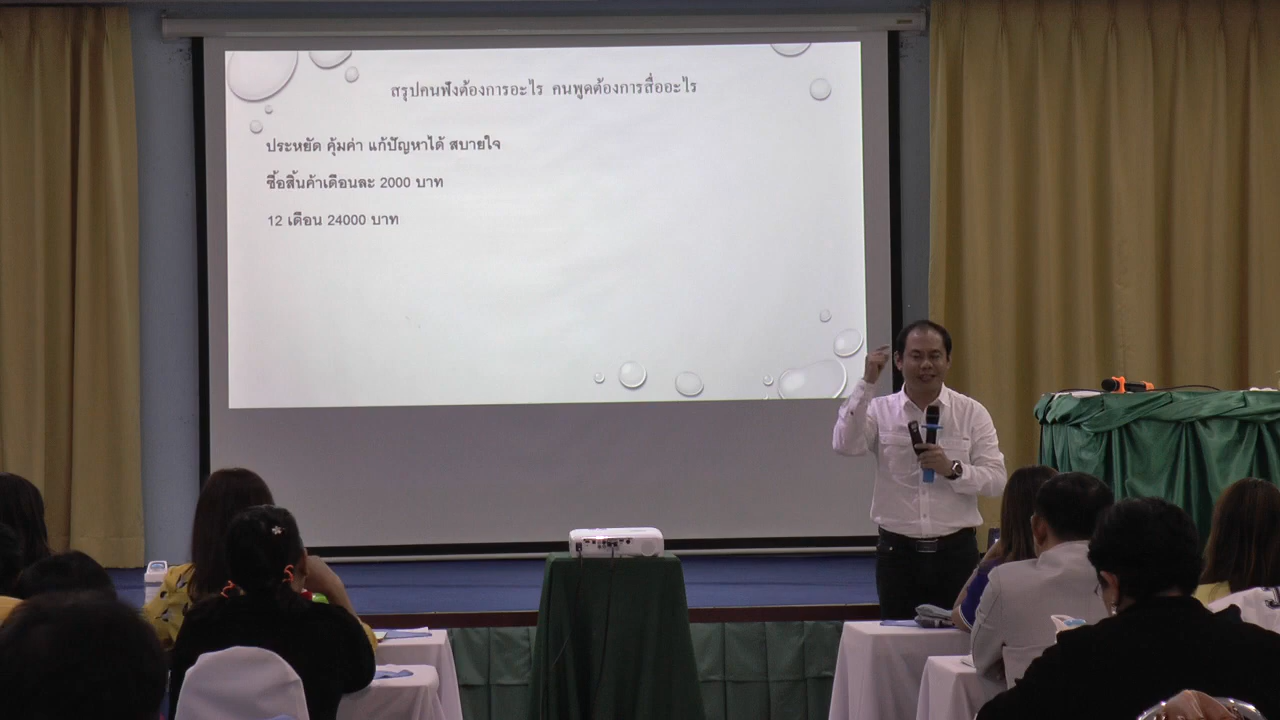 สรุปคนฟังต้องการอะไร คนพูดต้องการสื่ออะไร
ประหยัด คุ้มค่า แก้ปัญหาได้ สบายใจ
ซื้อสิ้นค้าเดือนละ 2000 บาท
12 เดือน 24000 บาท